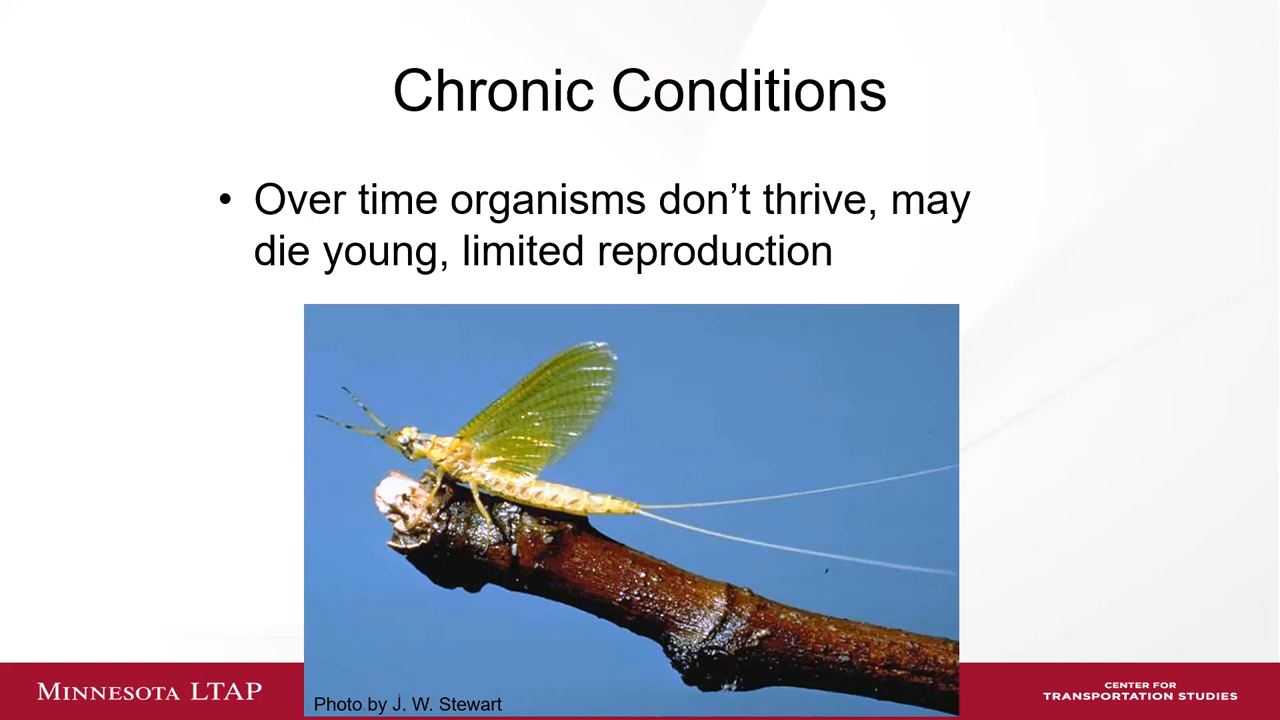 Chronic Conditions
• Over time organisms don’t thrive, may
die young, limited reproduction
Photo by J. W. Stewart
MINNESOTA LTAP
CENTER FOR
TRANSPORTATION STUDIES